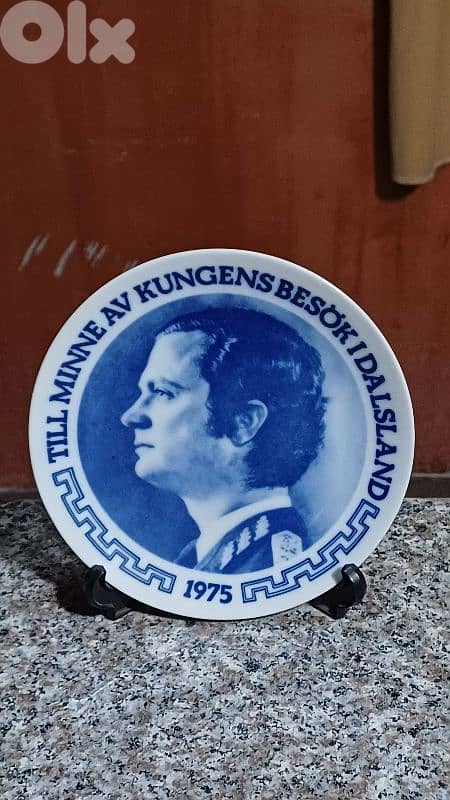 OLX
TILL MINNE AV KUNGENS BESÖK I DALSLAND
1975